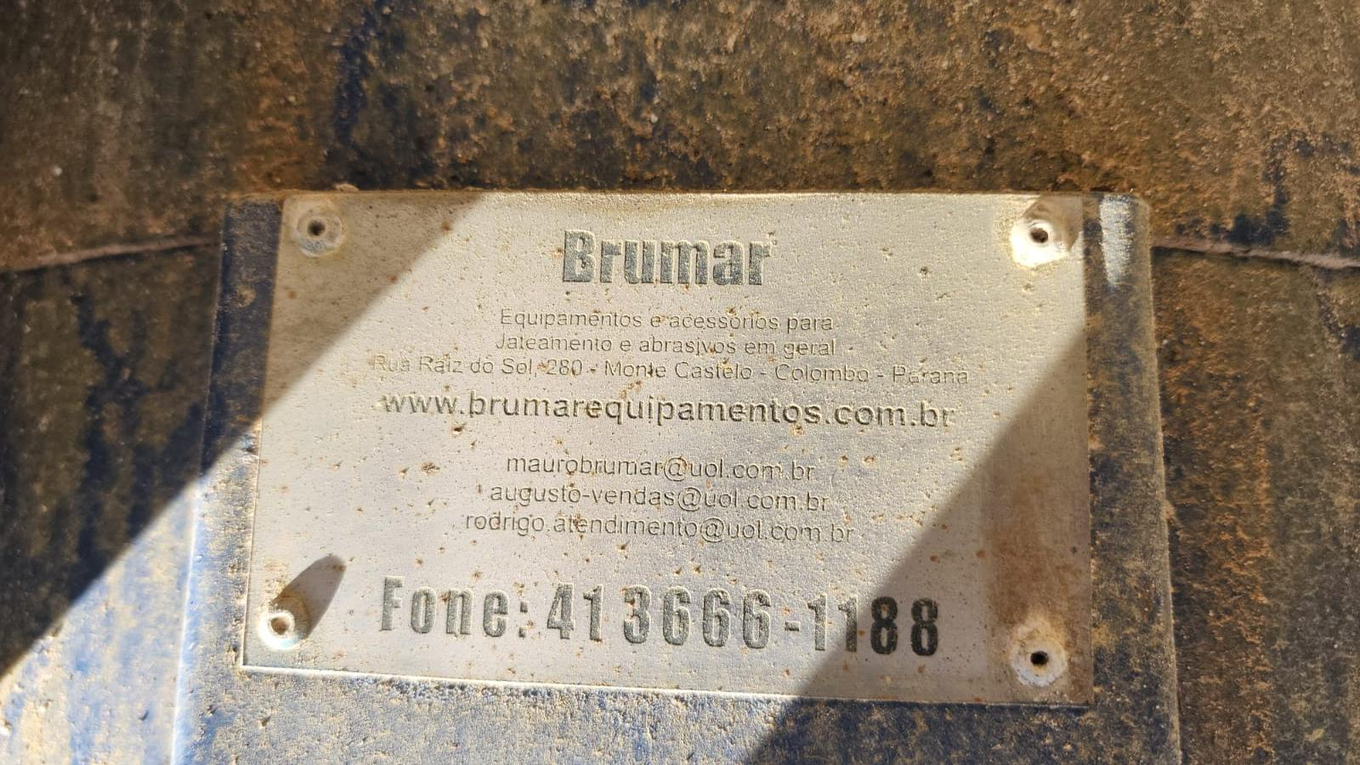 Brumar
Equipamentos e acessórios para
Jateamento e abrasivos em geral
Rua Raiz do Sol, 280 - Monte Castelo - Colombo - Paraná
www.brumarequipamentos.com.br
maurobrumar@uol.com.br
augusto-vendas@uol.com.br
rodrigo.atendimento@uol.com.br
Fone: 41 3666-1188